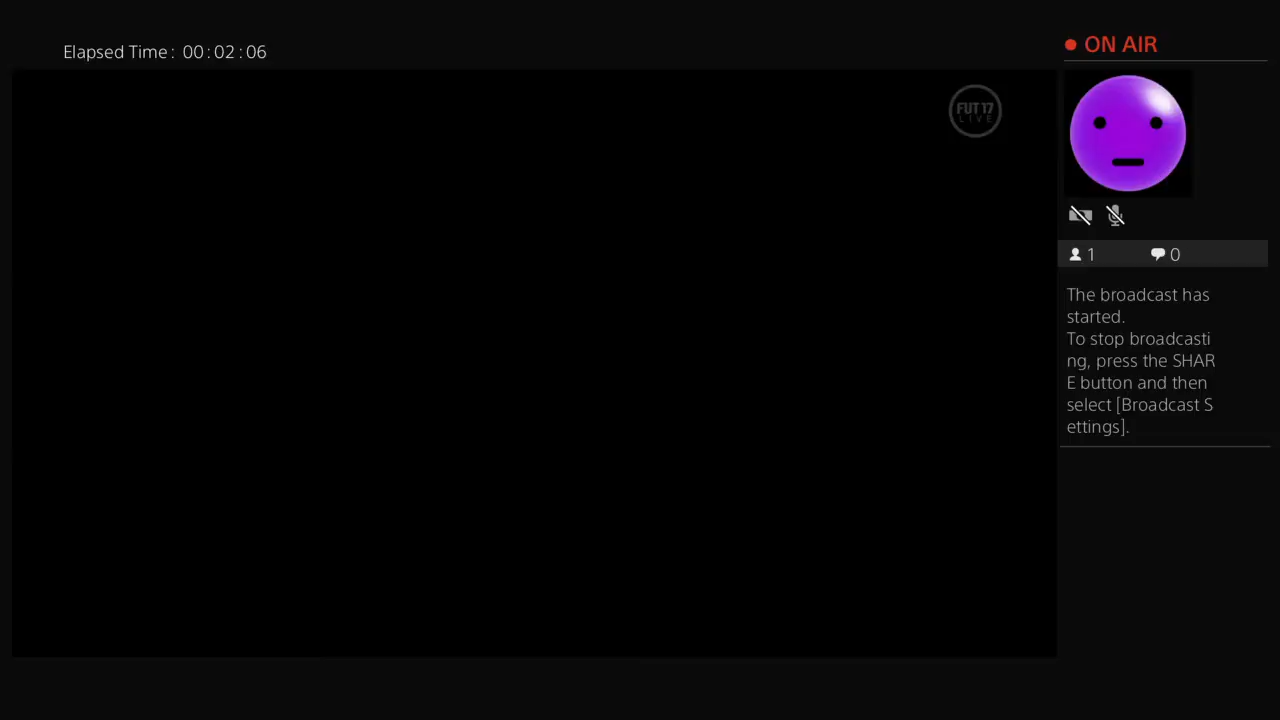 Elapsed Time: 00:02:06
ON AIR
FUT 17
LIVE
1 0
The broadcast has
started.
To stop broadcasti
ng, press the SHAR
E button and then
select [Broadcast S
ettings].